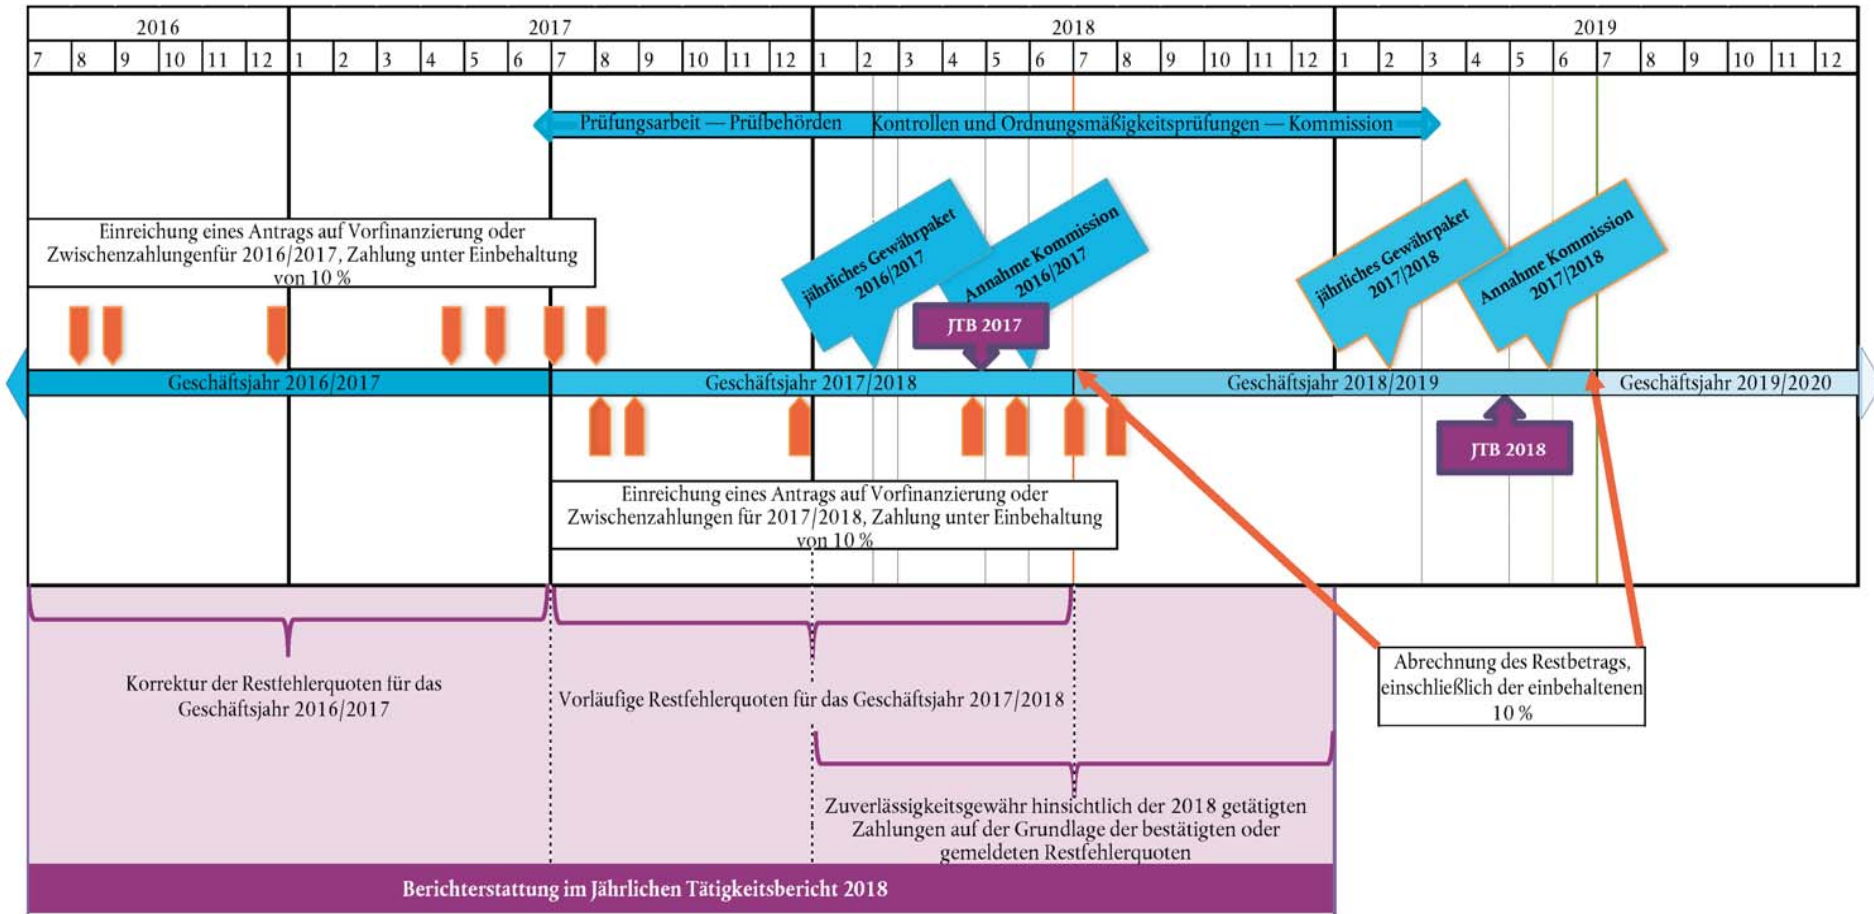 2016 2017 2018 2019
7 8 9 10 11 12 1 2 3 4 5 6 7 8 9 10 11 12 1 2 3 4 5 6 7 8 9 10 11 12 1 2 3 4 5 6 7 8 9 10 11 12
Prüfungsarbeit — Prüfbehörden Kontrollen und Ordnungsmäßigkeitsprüfungen — Kommission
Einreichung eines Antrags auf Vorfinanzierung oder
Zwischenzahlungenfür 2016/2017, Zahlung unter Einbehaltung
von 10 %
jährliches Gewährpaket
2016/2017
Annahme Kommission
2016/2017
jährliches Gewährpaket
2017/2018
Annahme Kommission
2017/2018
JTB 2017
Geschäftsjahr 2016/2017 Geschäftsjahr 2017/2018 Geschäftsjahr 2018/2019 Geschäftsjahr 2019/2020
JTB 2018
Einreichung eines Antrags auf Vorfinanzierung oder
Zwischenzahlungen für 2017/2018, Zahlung unter Einbehaltung
von 10 %
Korrektur der Restfehlerquoten für das
Geschäftsjahr 2016/2017
Vorläufige Restfehlerquoten für das Geschäftsjahr 2017/2018
Abrechnung des Restbetrags,
einschließlich der einbehaltenen
10 %
Zuverlässigkeitsgewähr hinsichtlich der 2018 getätigten
Zahlungen auf der Grundlage der bestätigten oder
gemeldeten Restfehlerquoten
Berichterstattung im Jährlichen Tätigkeitsbericht 2018